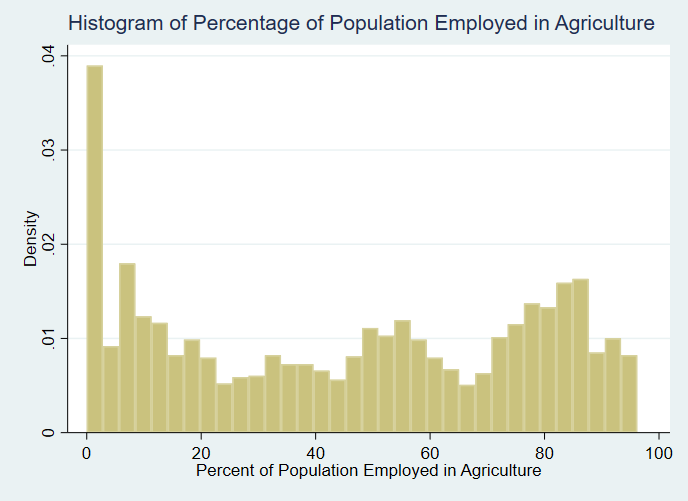 Histogram of Percentage of Population Employed in Agriculture
Density
.04
.03
.02
.01
0
0 20 40 60 80 100
Percent of Population Employed in Agriculture